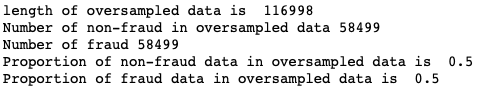 length of oversampled data is  116998
Number of non-fraud in oversampled data 58499
Number of fraud 58499
Proportion of non-fraud data in oversampled data is  0.5
Proportion of fraud data in oversampled data is  0.5